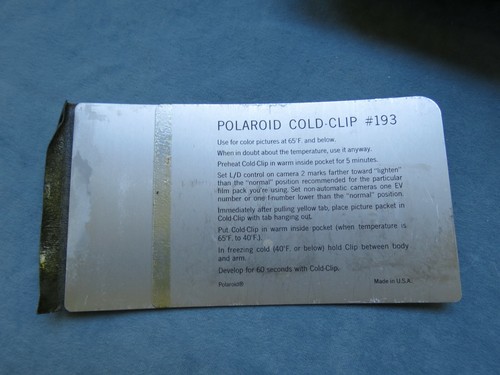 POLAROID COLD-CLIP #193
Use for color pictures at 65°F. and below.
When in doubt about the temperature, use it anyway.
Preheat Cold-Clip in warm inside pocket for 5 minutes.
Set L/D control on camera 2 marks farther toward "lighten"
than the "normal" position recommended for the particular
film pack you're using. Set non-automatic cameras one EV
number or one f-number lower than the "normal" position.
Immediately after pulling yellow tab, place picture packet in
Cold-Clip with tab hanging out.
Put Cold-Clip in warm inside pocket (when temperature is
65°F. to 40°F.).
In freezing cold (40°F. or below) hold Clip between body
and arm.
Develop for 60 seconds with Cold-Clip.
Polaroid® Made in U.S.A.